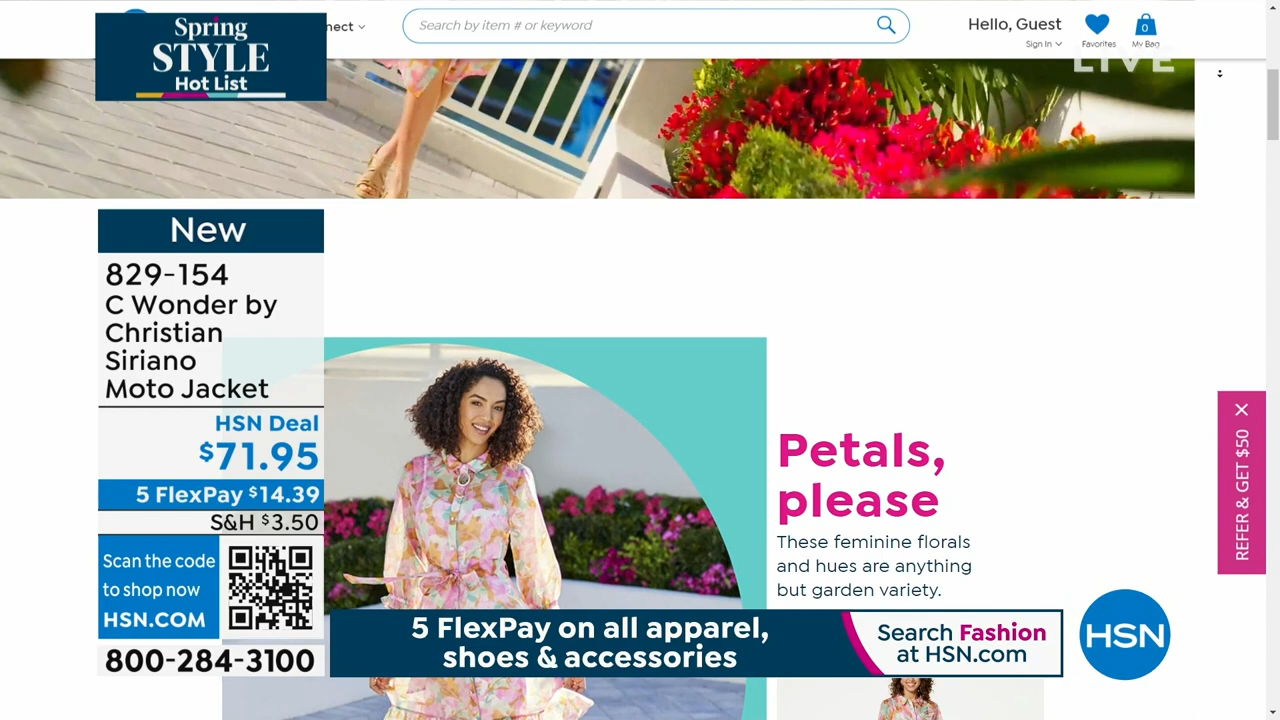 Spring
STYLE
Hot List
nect
Search by item # or keyword
Hello, Guest
Sign In
Favorites
0
My Bag
LIVE
New
829-154
C Wonder by
Christian
Siriano
Moto Jacket
HSN Deal
$71.95
5 FlexPay $14.39
S&H $3.50
Scan the code
to shop now
HSN.COM
800-284-3100
Petals,
please
These feminine florals
and hues are anything
but garden variety.
REFER & GET $50 X
5 FlexPay on all apparel,
shoes & accessories
Search Fashion
at HSN.com
HSN